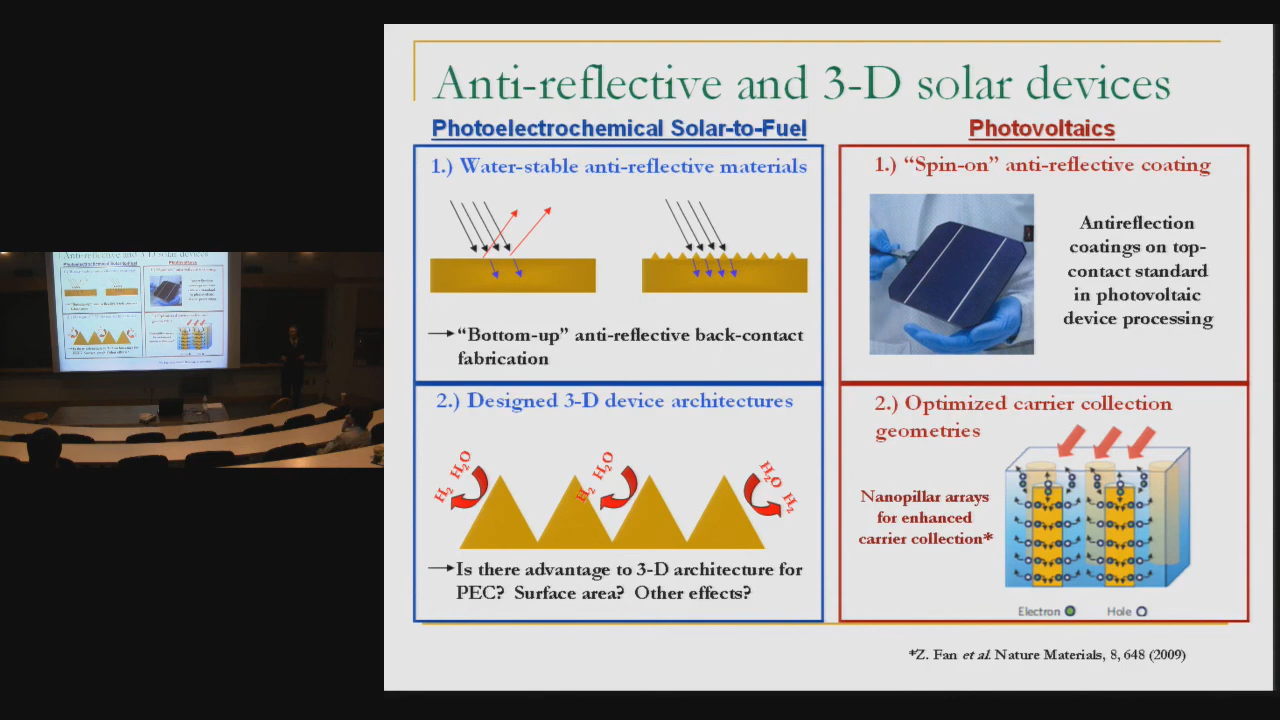 Anti-reflective and 3-D solar devices
Photoelectrochemical Solar-to-Fuel
1.) Water-stable anti-reflective materials
“Bottom-up” anti-reflective back-contact
fabrication
2.) Designed 3-D device architectures
H2 H2O
H2 H2O
H2O H2
Is there advantage to 3-D architecture for
PEC? Surface area? Other effects?
Photovoltaics
1.) “Spin-on” anti-reflective coating
Antireflection
coatings on top-
contact standard
in photovoltaic
device processing
2.) Optimized carrier collection
geometries
Nanopillar arrays
for enhanced
carrier collection*
Electron
Hole
*Z. Fan et al. Nature Materials, 8, 648 (2009)